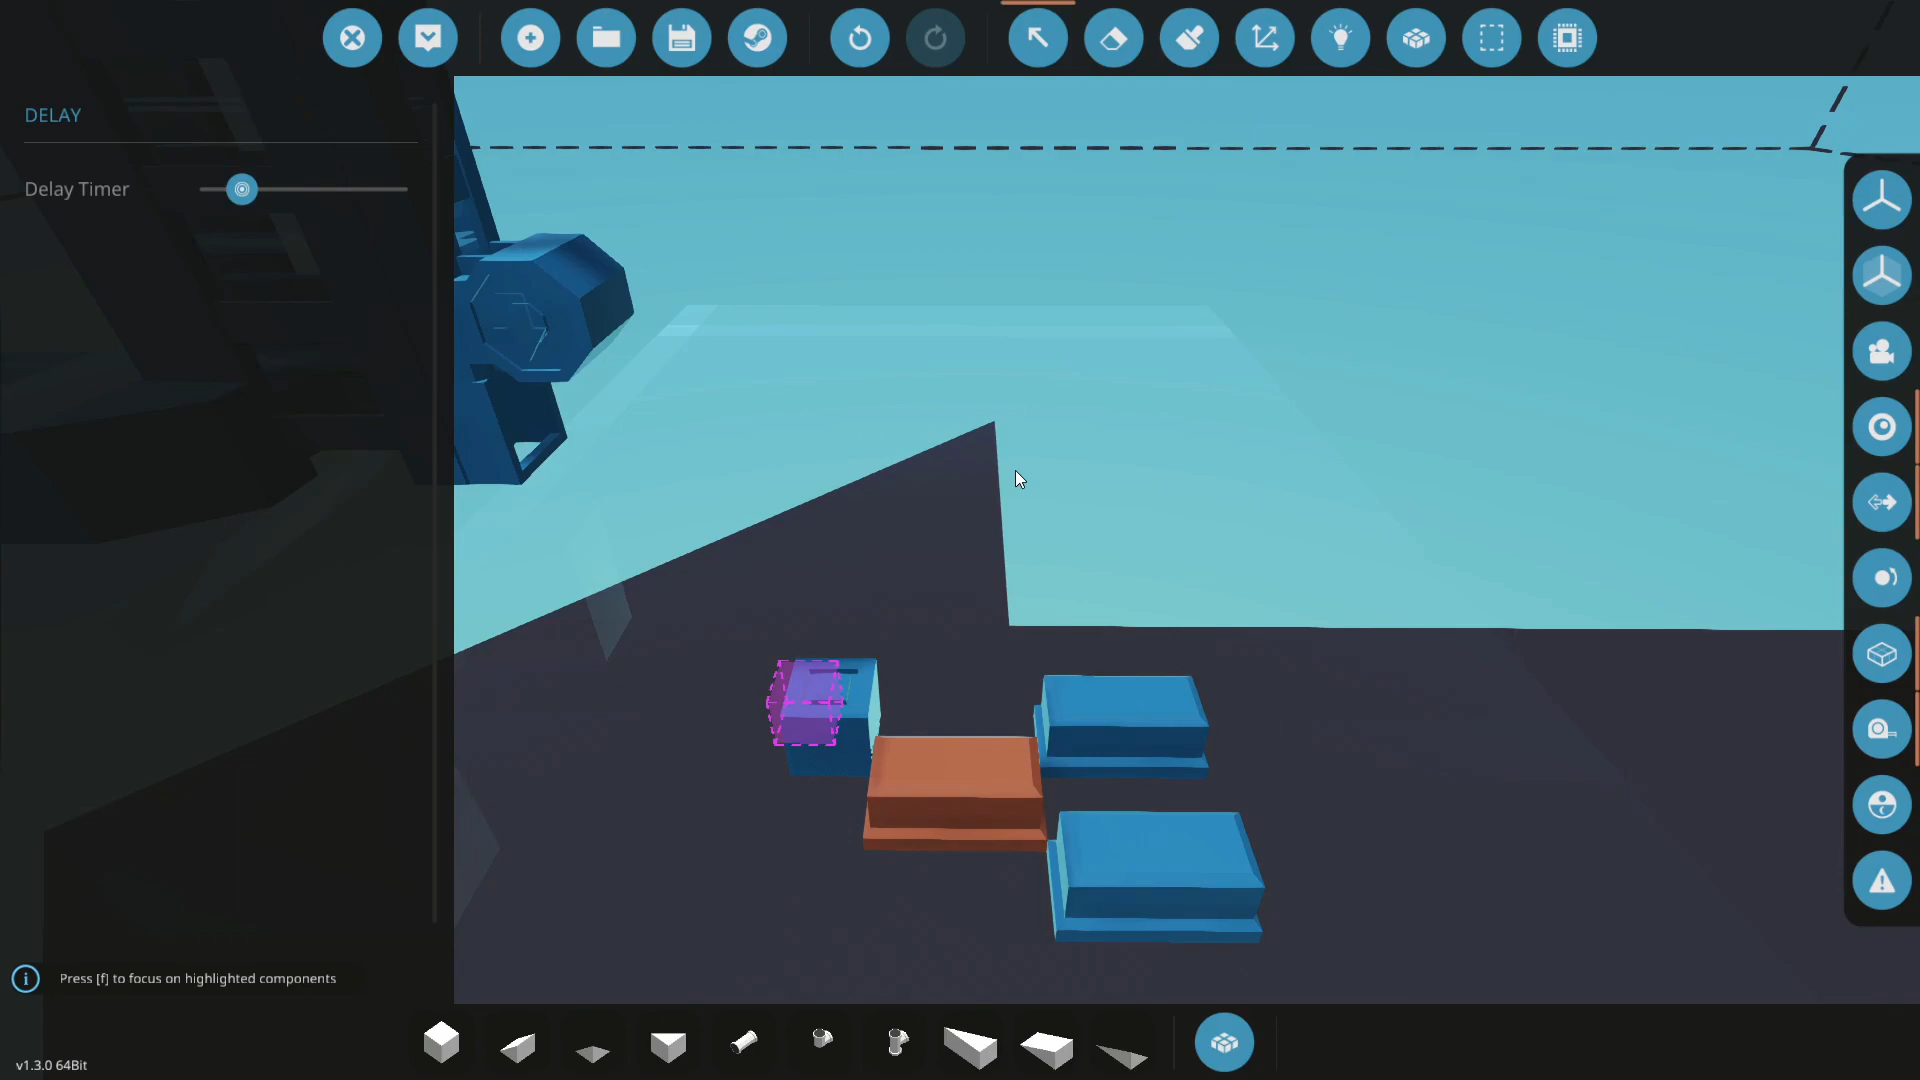 DELAY
Delay Timer
Press [f] to focus on highlighted components
v1.3.0 64Bit